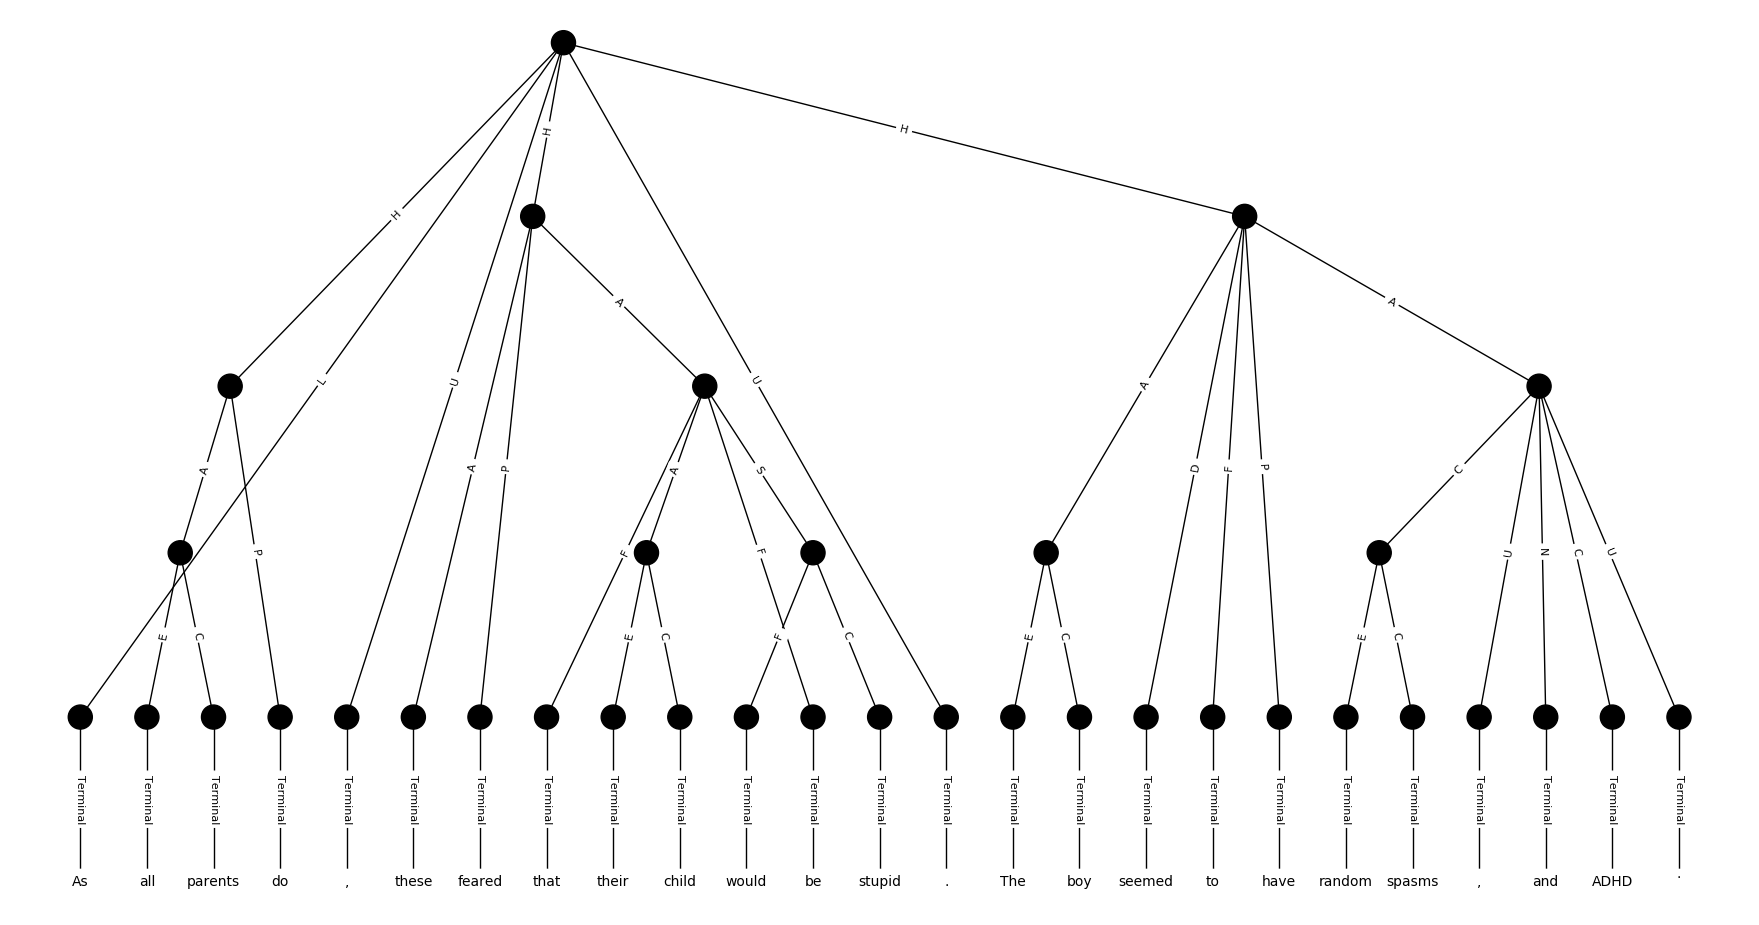 H
H
H
L
U
A
U
A
A
D
F
P
A
P
A
A
S
C
F
P
F
U
N
C
U
E
C
E
C
F
C
E
C
E
C
Terminal Terminal Terminal Terminal Terminal Terminal Terminal Terminal Terminal Terminal Terminal Terminal Terminal Terminal Terminal Terminal Terminal Terminal Terminal Terminal Terminal Terminal Terminal Terminal Terminal
As all parents do , these feared that their child would be stupid . The boy seemed to have random spasms , and ADHD .